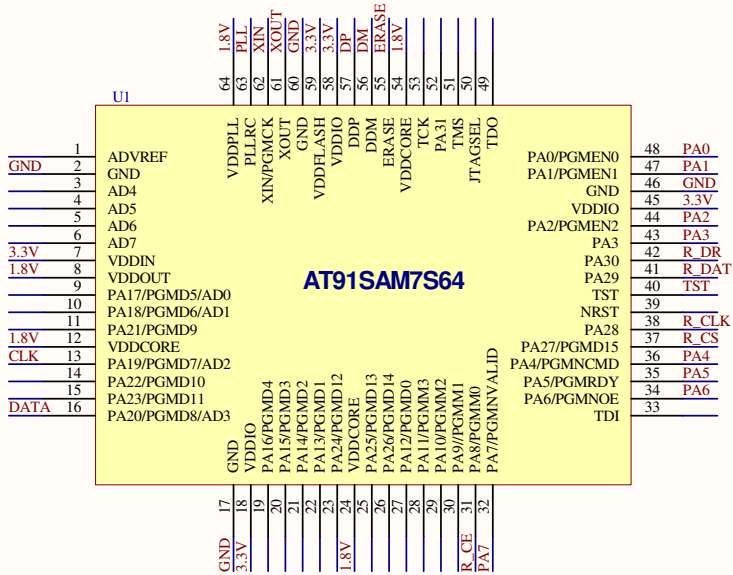 1.8V
PLL
XIN
XOUT
GND
3.3V
3.3V
DP
DM
ERASE
1.8V
64
63
62
61
60
59
58
57
56
55
54
53
52
51
50
49
U1
VDDPLL
PLLRC
XIN/PGMCK
XOUT
GND
VDDFLASH
VDDIO
DDP
DDM
ERASE
VDDCORE
TCK
PA31
TMS
JTAGSEL
TDO
1 ADVREF
GND 2 GND
3 AD4
4 AD5
5 AD6
6 AD7
3.3V 7 VDDIN
1.8V 8 VDDOUT
9 PA17/PGMD5/AD0
10 PA18/PGMD6/AD1
11 PA21/PGMD9
1.8V 12 VDDCORE
CLK 13 PA19/PGMD7/AD2
14 PA22/PGMD10
15 PA23/PGMD11
DATA 16 PA20/PGMD8/AD3
AT91SAM7S64
PA0/PGMEN0 48 PA0
PA1/PGMEN1 47 PA1
GND 46 GND
VDDIO 45 3.3V
PA2/PGMEN2 44 PA2
PA3 43 PA3
PA30 42 R_DR
PA29 41 R_DAT
TST 40 TST
NRST 39
PA28 38 R_CLK
PA27/PGMD15 37 R_CS
PA4/PGMNCMD 36 PA4
PA5/PGMRDY 35 PA5
PA6/PGMNOE 34 PA6
TDI 33
GND
VDDIO
PA16/PGMD4
PA15/PGMD3
PA14/PGMD2
PA13/PGMD1
PA24/PGMD12
VDDCORE
PA25/PGMD13
PA26/PGMD14
PA12/PGMD0
PA11/PGMM3
PA10/PGMM2
PA9//PGMM1
PA8/PGMM0
PA7/PGMNVALID
17
18
19
20
21
22
23
24
25
26
27
28
29
30
31
32
GND
3.3V
1.8V
R_CE
PA7